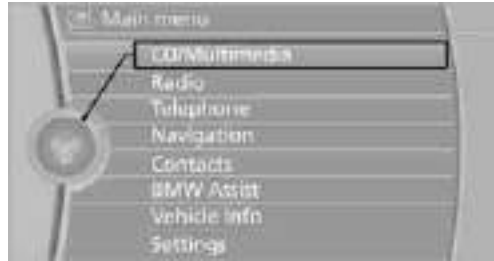 Main menu
CD/Multimedia
Radio
Telephone
Navigation
Contacts
BMW Assist
Vehicle Info
Settings